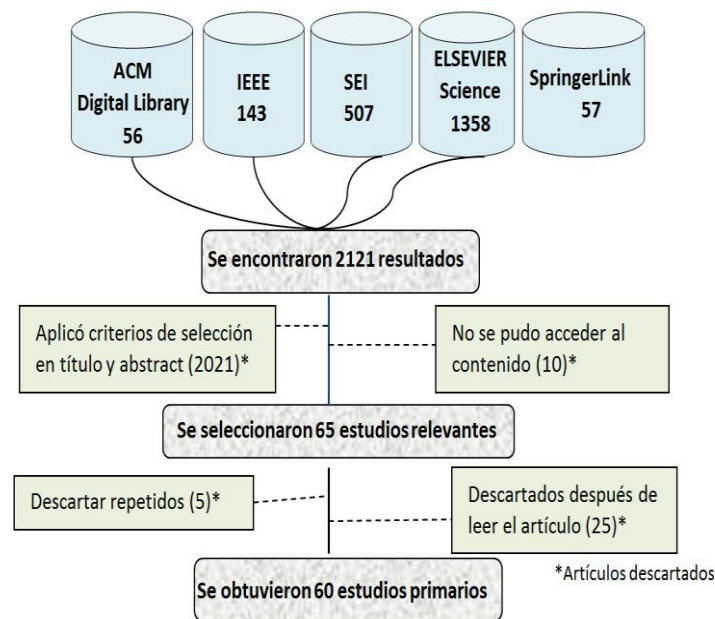 ACM
Digital Library
56
IEEE
143
SEI
507
ELSEVIER
Science
1358
SpringerLink
57
Se encontraron 2121 resultados
Aplicó criterios de selección
en título y abstract (2021)*
No se pudo acceder al
contenido (10)*
Se seleccionaron 65 estudios relevantes
Descartar repetidos (5)*
Descartados después de
leer el artículo (25)*
*Artículos descartados
Se obtuvieron 60 estudios primarios